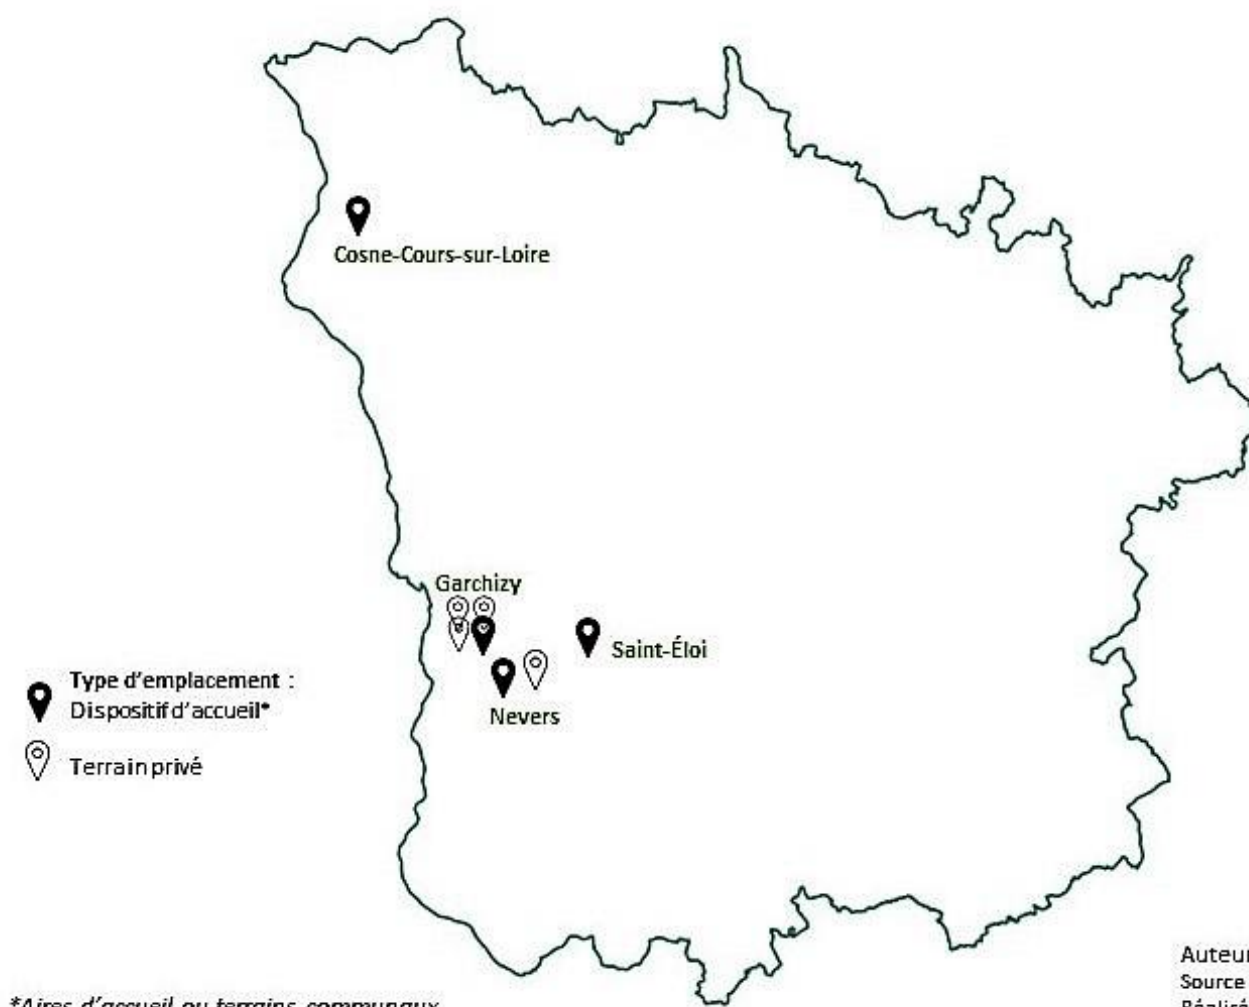 Cosne-Cours-sur-Loire
Garchizy
Saint-Éloi
Nevers
Type d'emplacement :
Dispositif d'accueil*
Terrain privé
*Aires d'accueil ou terrains communaux
Auteur
Source
Réalisé